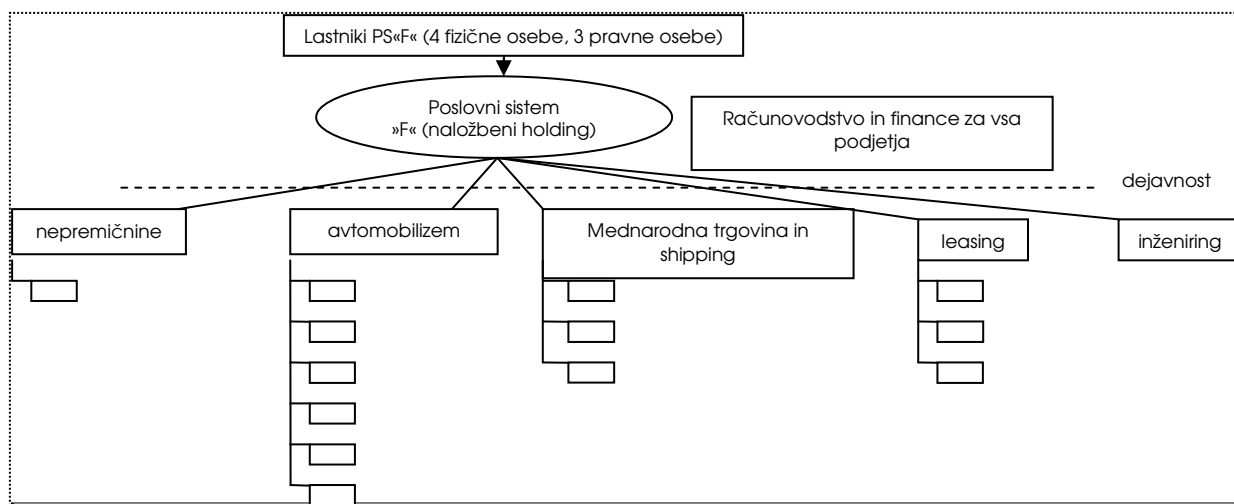 Lastniki PS«F« (4 fizične osebe, 3 pravne osebe)
Poslovni sistem
»F« (naložbeni holding)
Računovodstvo in finance za vsa
podjetja
dejavnost
nepremičnine
avtomobilizem
Mednarodna trgovina in
shipping
leasing
inženiring